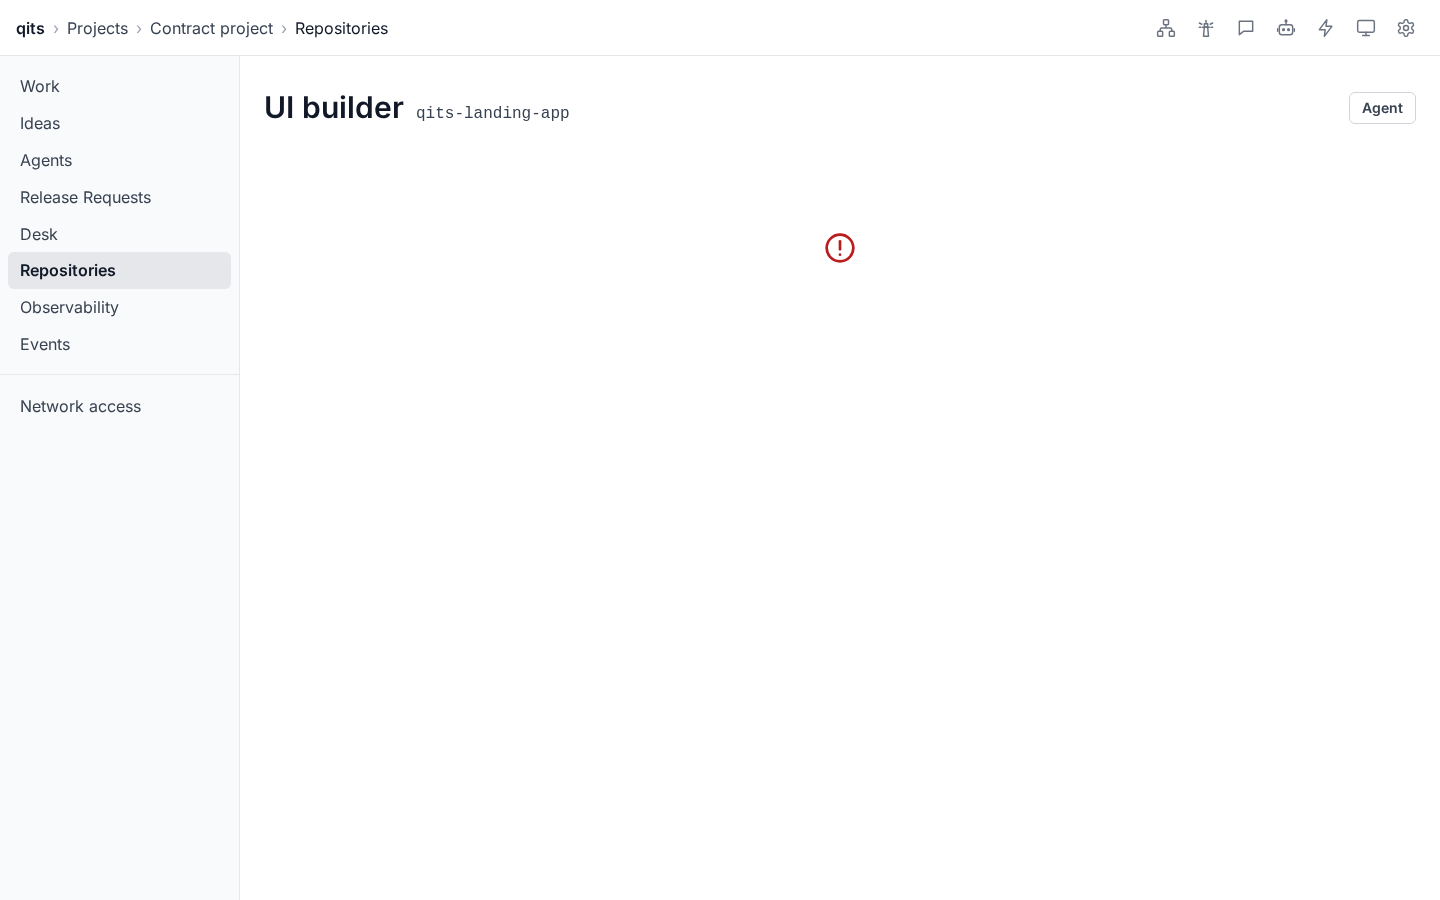 qits › Projects › Contract project › Repositories
Work
Ideas
Agents
Release Requests
Desk
Repositories
Observability
Events
Network access
UI builder qits-landing-app
Agent